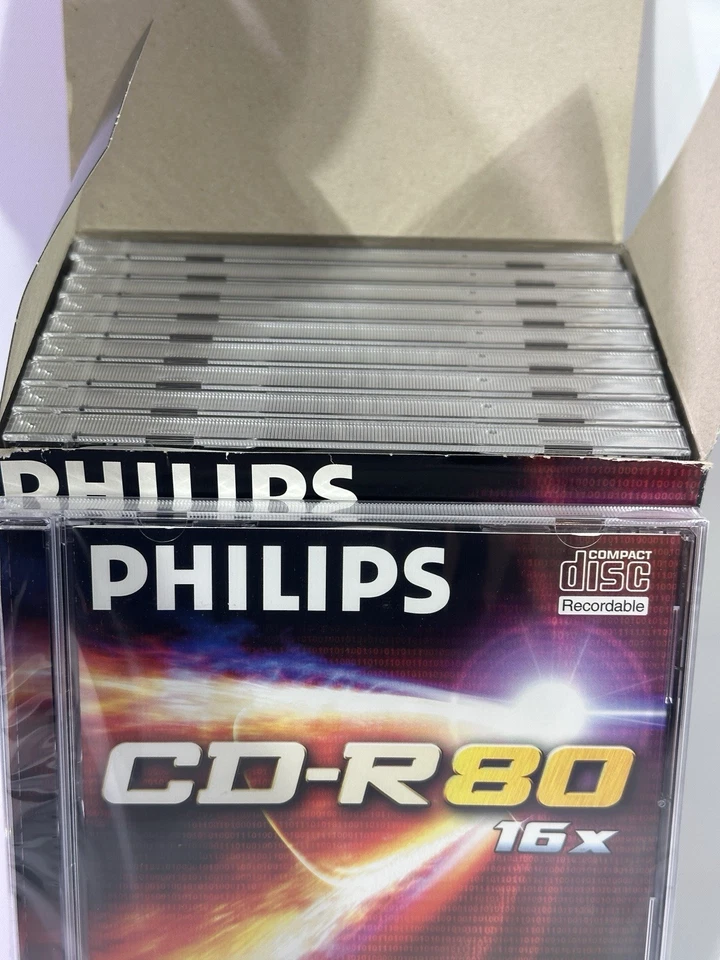 PHILIPS
PHILIPS
COMPACT
disc
Recordable
CD-R80
16x